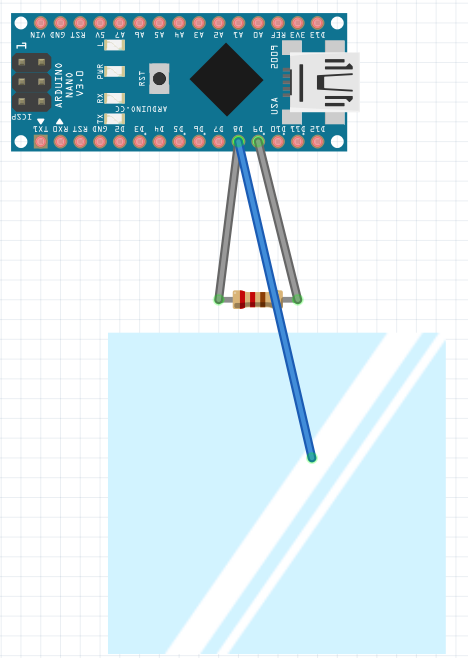 VIN GND RST 5V A7 A6 A5 A4 A3 A2 A1 A0 REF 3V3 D13
1
L
PWR
RX
TX
ICSP
ARDUINO
NANO
V3.0
RST
ARDUINO.CC
2009
USA
TX1 RX0 RST GND D2 D3 D4 D5 D6 D7 D8 D9 D10 D11 D12